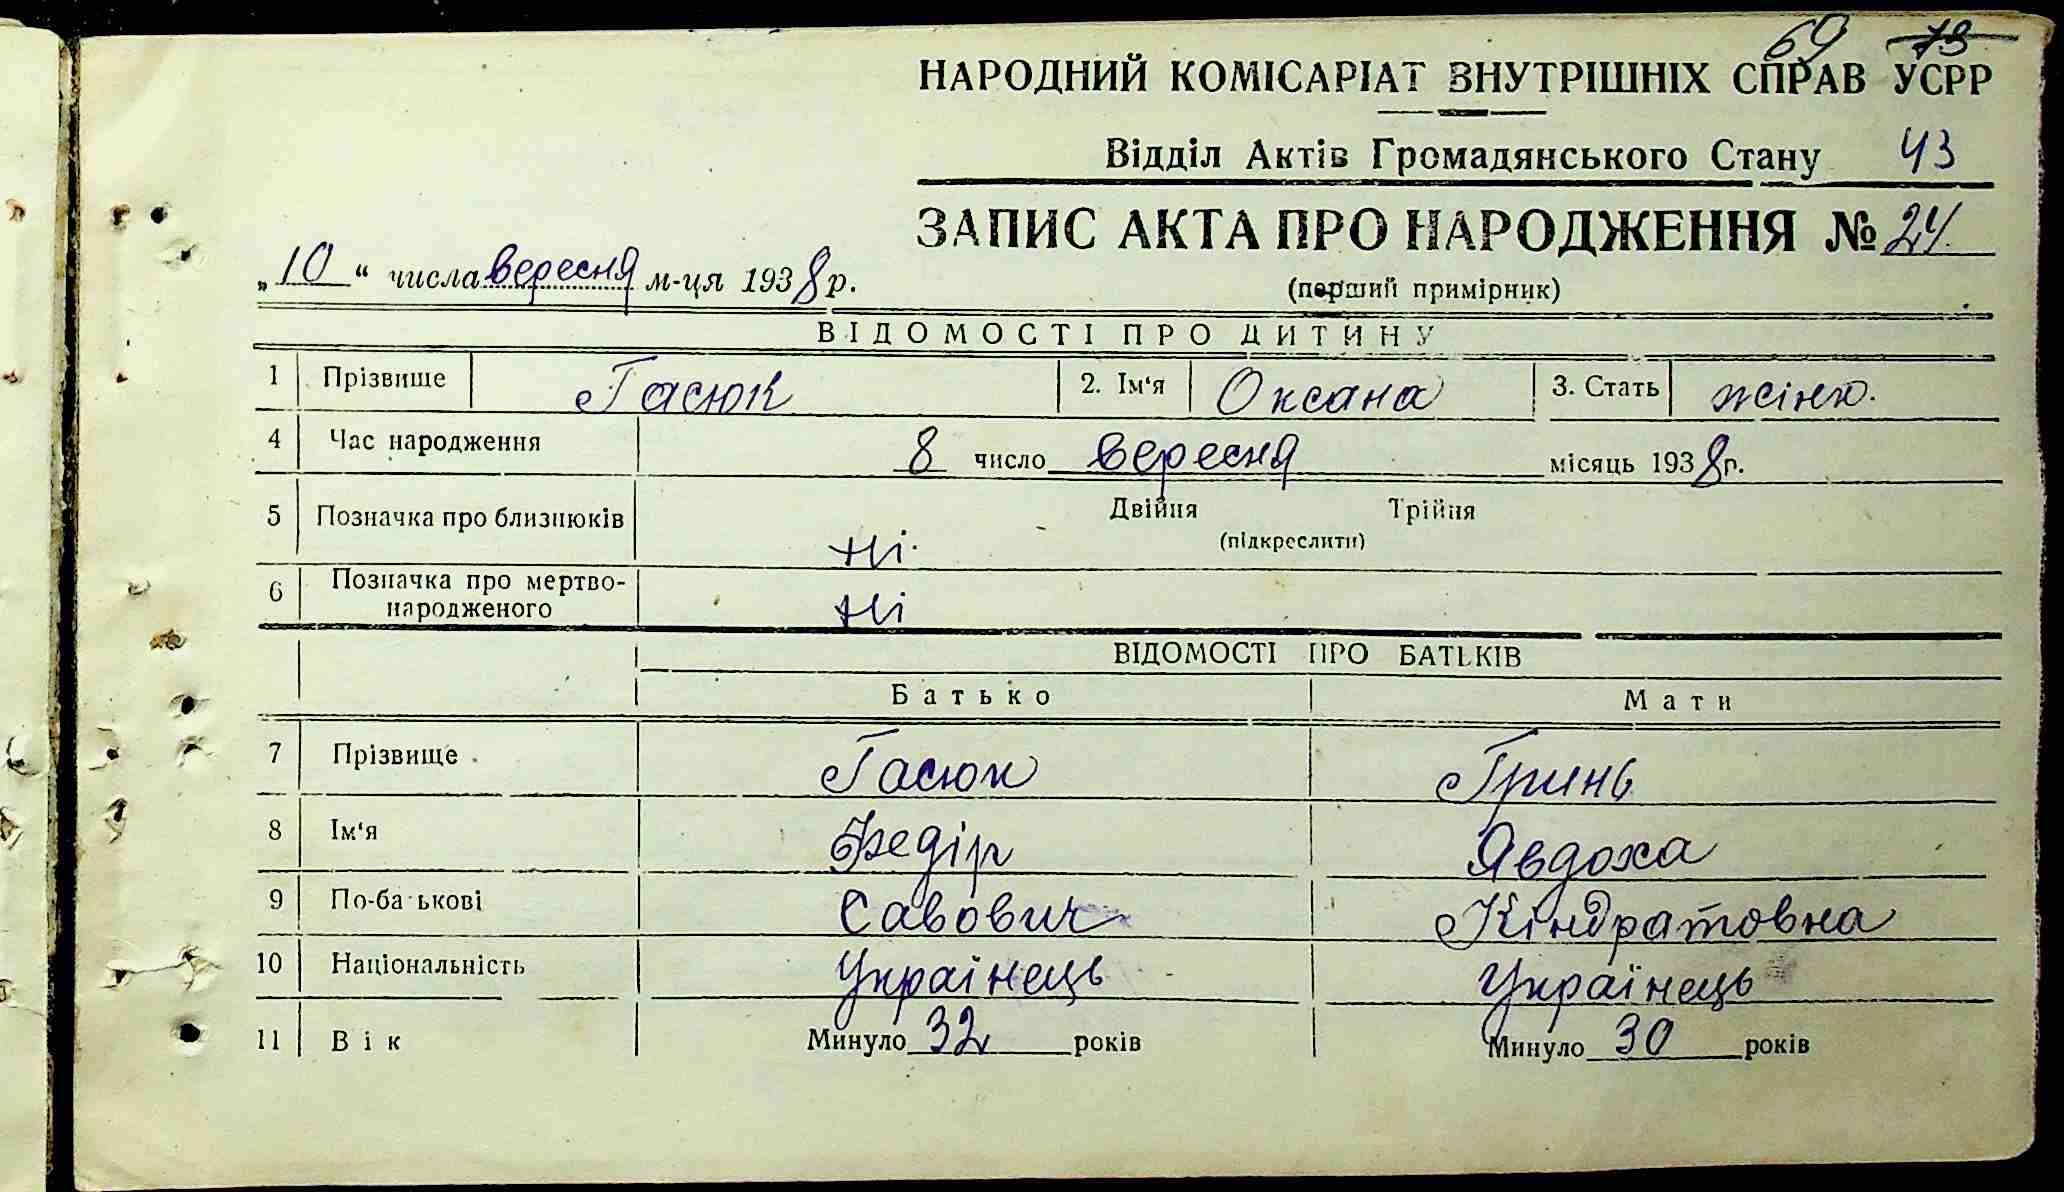 69 73
НАРОДНИЙ КОМІСАРІАТ ВНУТРІШНІХ СПРАВ УСРР
Відділ Актів Громадянського Стану 43
ЗАПИС АКТА ПРО НАРОДЖЕННЯ № 24.
„10“ числа вересня м-ця 1938 р.
(перший примірник)
ВІДОМОСТІ ПРО ДИТИНУ
1 Прізвище Гасюк 2. Ім‘я Оксана 3. Стать жіноч.
4 Час народження 8 число вересня місяць 1938 р.
5 Позначка про близнюків Ні. Двійня Трійня
(підкреслити)
6 Позначка про мертво-
народженого Ні
ВІДОМОСТІ ПРО БАТЬКІВ
Батько Мати
7 Прізвище Гасюк Гринь
8 Ім‘я Федір Явдоха
9 По-батькові Савович Кіндратовна
10 Національність Українець Українець
11 Вік Минуло 32 років Минуло 30 років